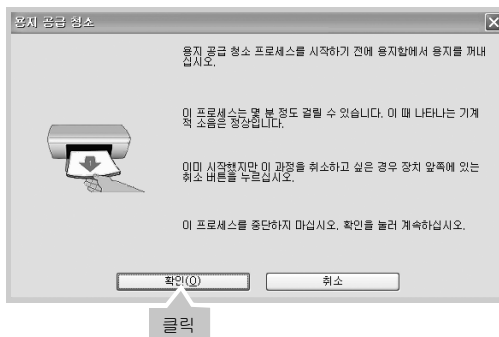 용지 공급 청소
용지 공급 청소 프로세스를 시작하기 전에 용지함에서 용지를 꺼내
십시오.
이 프로세스는 몇 분 정도 걸릴 수 있습니다. 이 때 나타나는 기계
적 소음은 정상입니다.
이미 시작했지만 이 과정을 취소하고 싶은 경우 장치 앞쪽에 있는
취소 버튼을 누르십시오.
이 프로세스를 중단하지 마십시오. 확인을 눌러 계속하십시오.
확인(O)
취소
클릭